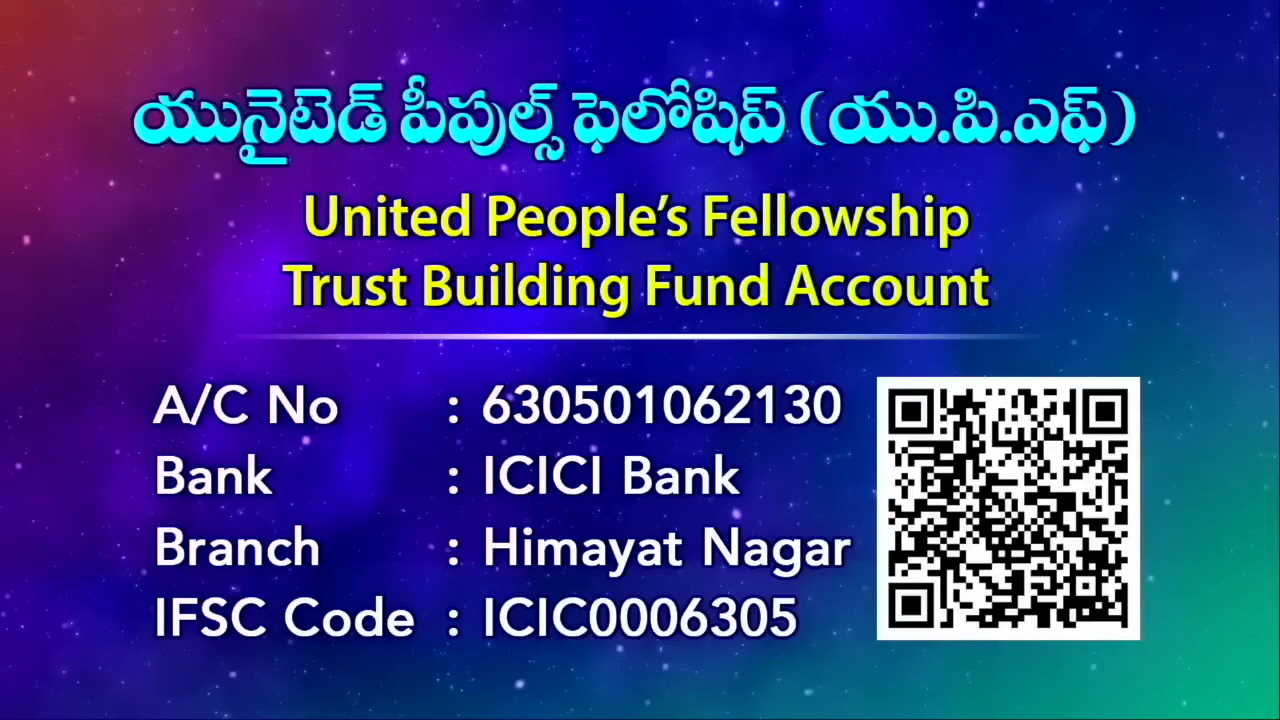 యునైటెడ్ పీపుల్స్ ఫెలోషిప్ (యు.పి.ఎఫ్)
United People’s Fellowship
Trust Building Fund Account
A/C No : 630501062130
Bank : ICICI Bank
Branch : Himayat Nagar
IFSC Code : ICIC0006305